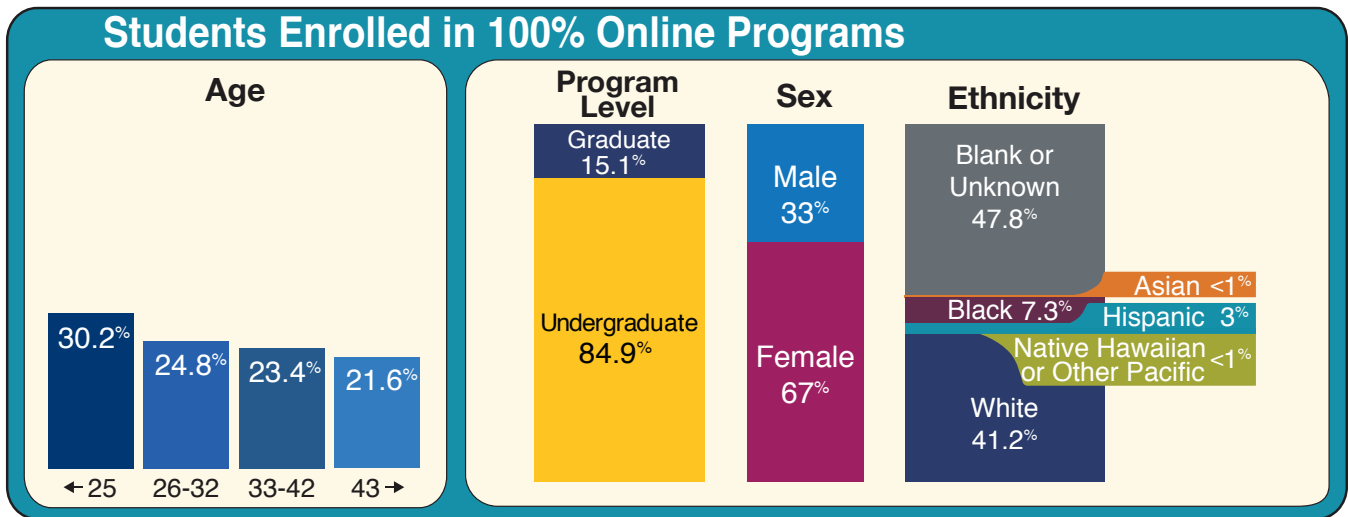 Students Enrolled in 100% Online Programs
Age
30.2%
24.8%
23.4%
21.6%
←25
26-32
33-42
43→
Program
Level
Graduate
15.1%
Undergraduate
84.9%
Sex
Male
33%
Female
67%
Ethnicity
Blank or
Unknown
47.8%
Asian <1%
Black 7.3%
Hispanic 3%
Native Hawaiian
or Other Pacific <1%
White
41.2%